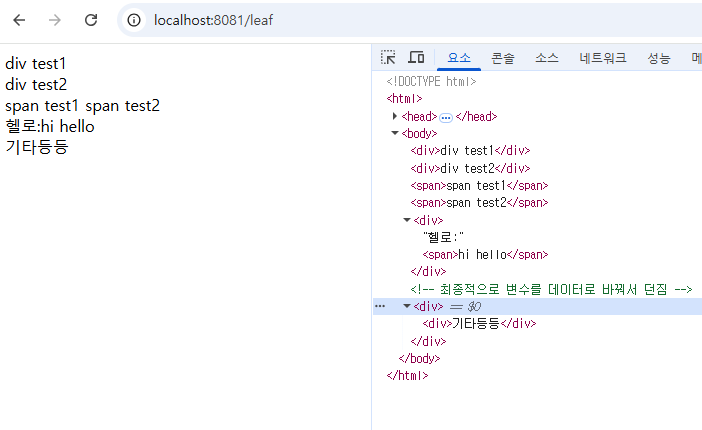 localhost:8081/leaf
div test1
div test2
span test1 span test2
헬로:hi hello
기타등등
요소 콘솔 소스 네트워크 성능
<!DOCTYPE html>
<html>
<head> ... </head>
<body>
<div>div test1</div>
<div>div test2</div>
<span>span test1</span>
<span>span test2</span>
<div>
"헬로:"
<span>hi hello</span>
</div>
<!-- 최종적으로 변수를 데이터로 바꿔서 던짐 -->
... <div> == $0
<div>기타등등</div>
</div>
</body>
</html>